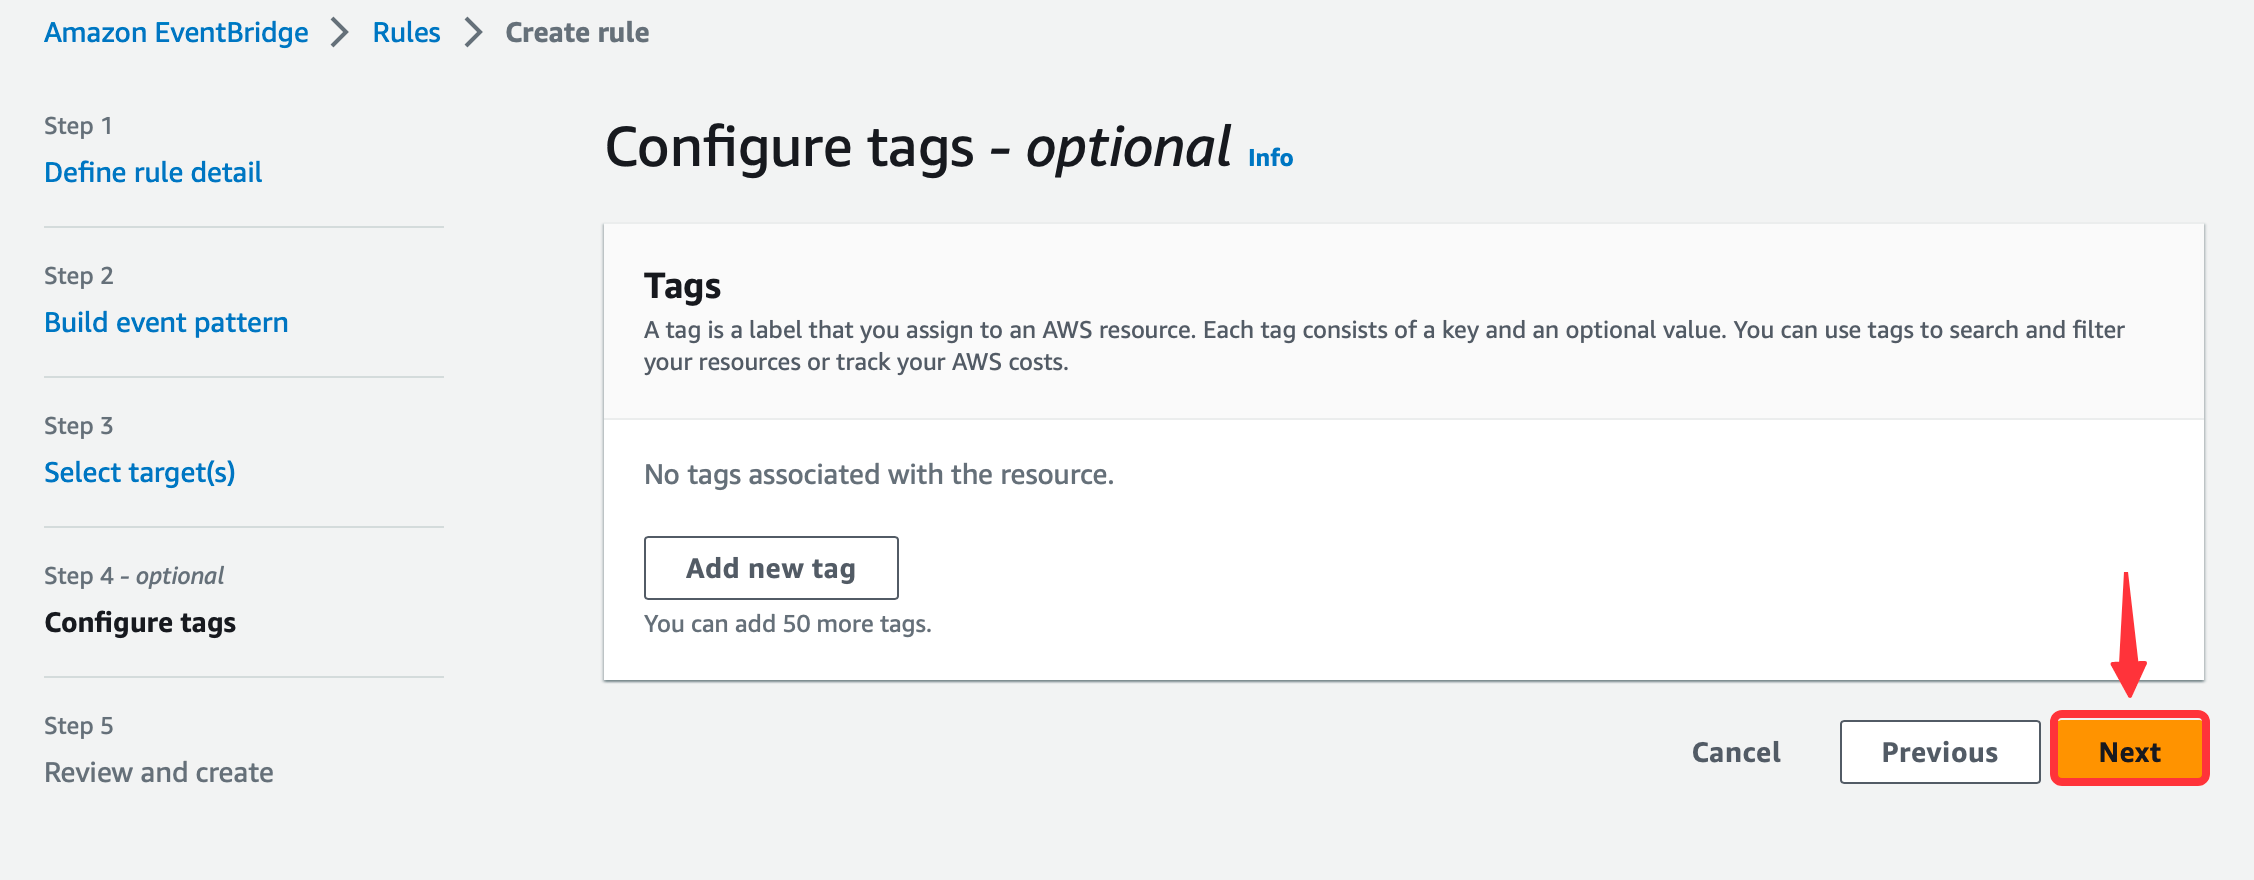 Amazon EventBridge > Rules > Create rule
Step 1
Define rule detail
Step 2
Build event pattern
Step 3
Select target(s)
Step 4 - optional
Configure tags
Step 5
Review and create
Configure tags - optional Info
Tags
A tag is a label that you assign to an AWS resource. Each tag consists of a key and an optional value. You can use tags to search and filter
your resources or track your AWS costs.
No tags associated with the resource.
Add new tag
You can add 50 more tags.
Cancel Previous Next